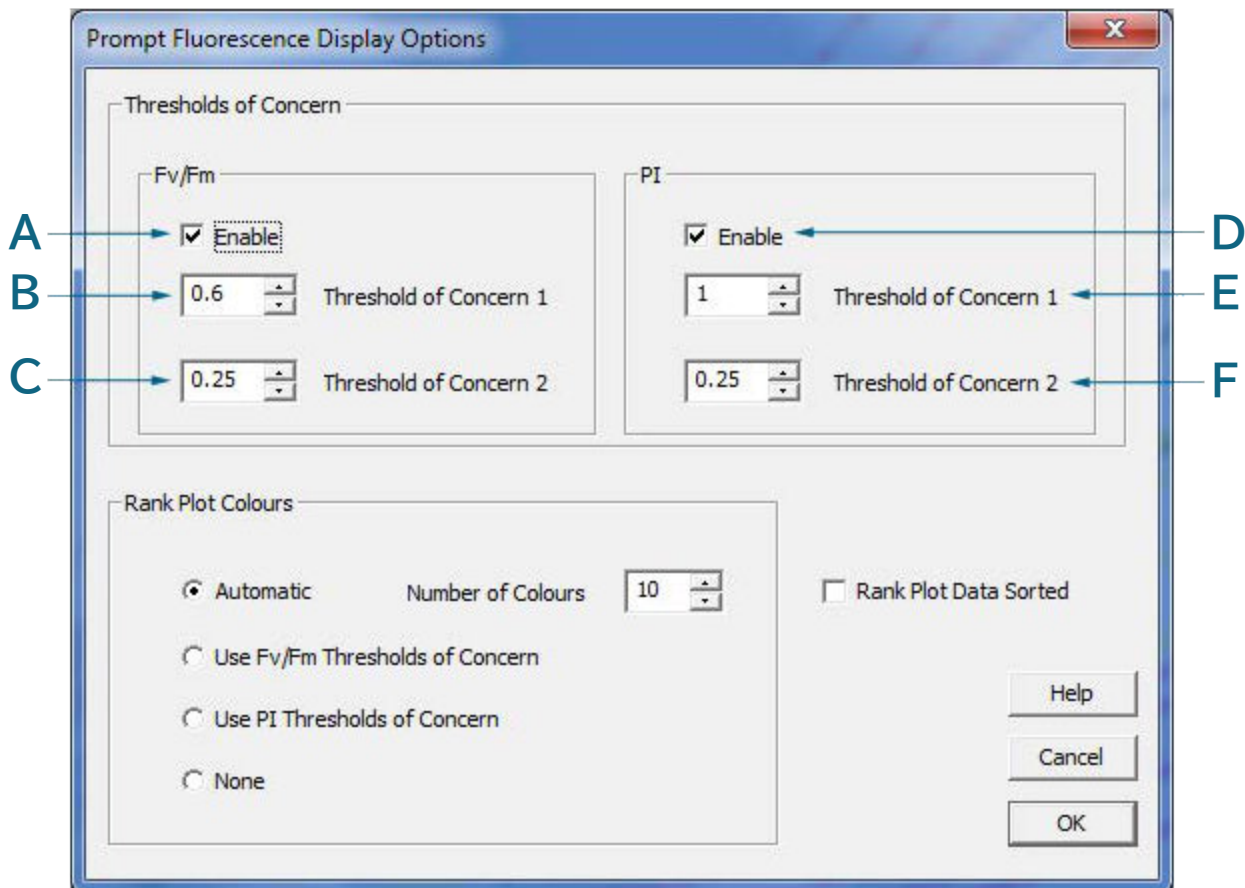 Prompt Fluorescence Display Options
Thresholds of Concern
Fv/Fm
PI
A
Enable
Enable
D
B
0.6
Threshold of Concern 1
1
Threshold of Concern 1
E
C
0.25
Threshold of Concern 2
0.25
Threshold of Concern 2
F
Rank Plot Colours
Automatic
Number of Colours
10
Rank Plot Data Sorted
Use Fv/Fm Thresholds of Concern
Use PI Thresholds of Concern
None
Help
Cancel
OK